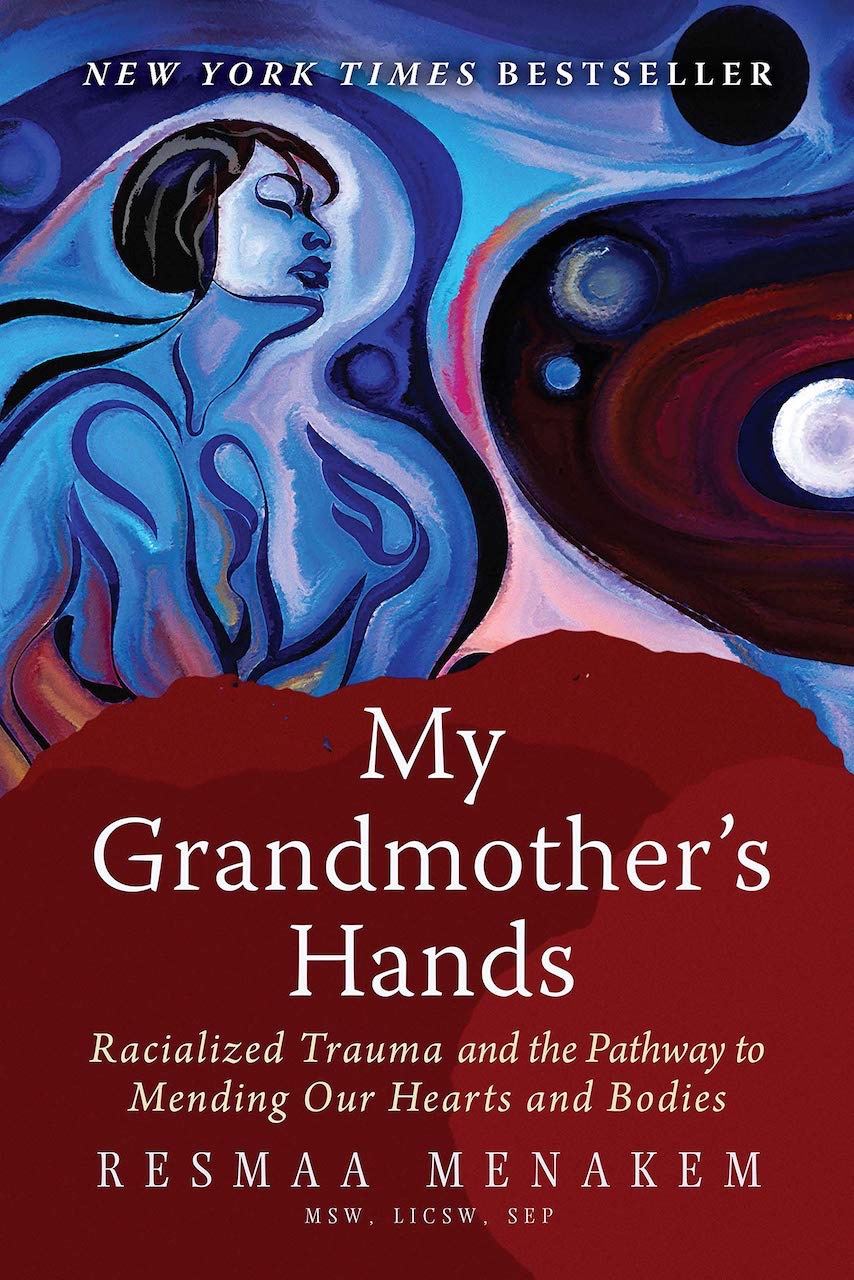 NEW YORK TIMES BESTSELLER
My
Grandmother’s
Hands
Racialized Trauma and the Pathway to
Mending Our Hearts and Bodies
RESMAA MENAKEM
MSW, LICSW, SEP